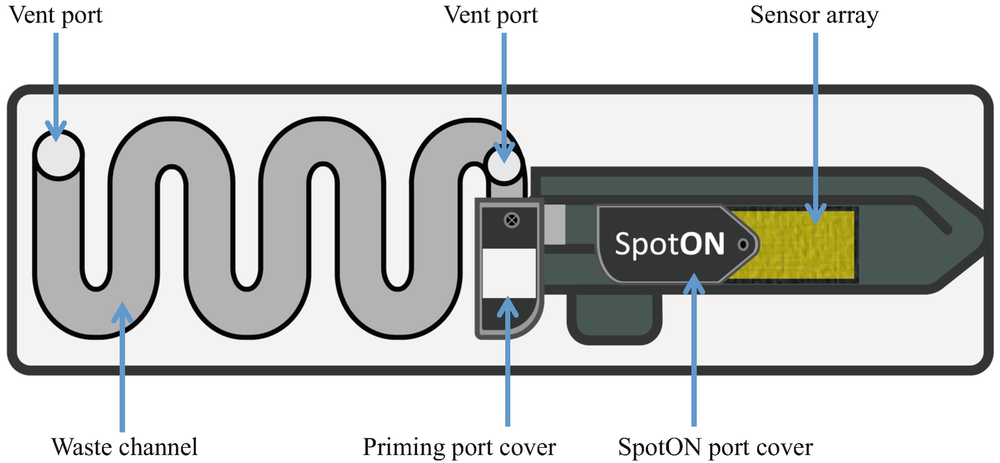 Vent port
Vent port
Sensor array
SpotON
Waste channel
Priming port cover
SpotON port cover